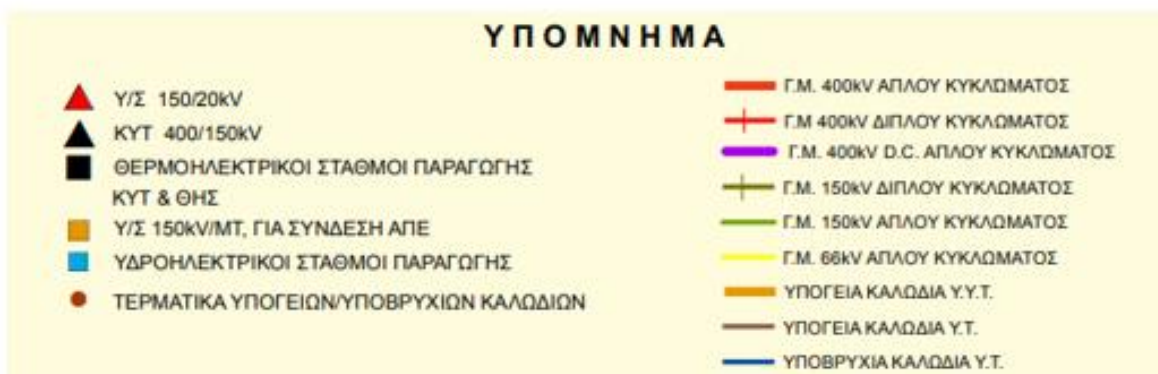 ΥΠΟΜΝΗΜΑ
Υ/Σ 150/20kV
ΚΥΤ 400/150kV
ΘΕΡΜΟΗΛΕΚΤΡΙΚΟΙ ΣΤΑΘΜΟΙ ΠΑΡΑΓΩΓΗΣ
ΚΥΤ & ΘΗΣ
Υ/Σ 150kV/ΜΤ, ΓΙΑ ΣΥΝΔΕΣΗ ΑΠΕ
ΥΔΡΟΗΛΕΚΤΡΙΚΟΙ ΣΤΑΘΜΟΙ ΠΑΡΑΓΩΓΗΣ
ΤΕΡΜΑΤΙΚΑ ΥΠΟΓΕΙΩΝ/ΥΠΟΒΡΥΧΙΩΝ ΚΑΛΩΔΙΩΝ
Γ.Μ. 400kV ΑΠΛΟΥ ΚΥΚΛΩΜΑΤΟΣ
Γ.Μ 400kV ΔΙΠΛΟΥ ΚΥΚΛΩΜΑΤΟΣ
Γ.Μ. 400kV D.C. ΑΠΛΟΥ ΚΥΚΛΩΜΑΤΟΣ
Γ.Μ. 150kV ΔΙΠΛΟΥ ΚΥΚΛΩΜΑΤΟΣ
Γ.Μ. 150kV ΑΠΛΟΥ ΚΥΚΛΩΜΑΤΟΣ
Γ.Μ. 66kV ΑΠΛΟΥ ΚΥΚΛΩΜΑΤΟΣ
ΥΠΟΓΕΙΑ ΚΑΛΩΔΙΑ Υ.Υ.Τ.
ΥΠΟΓΕΙΑ ΚΑΛΩΔΙΑ Υ.Τ.
ΥΠΟΒΡΥΧΙΑ ΚΑΛΩΔΙΑ Υ.Τ.